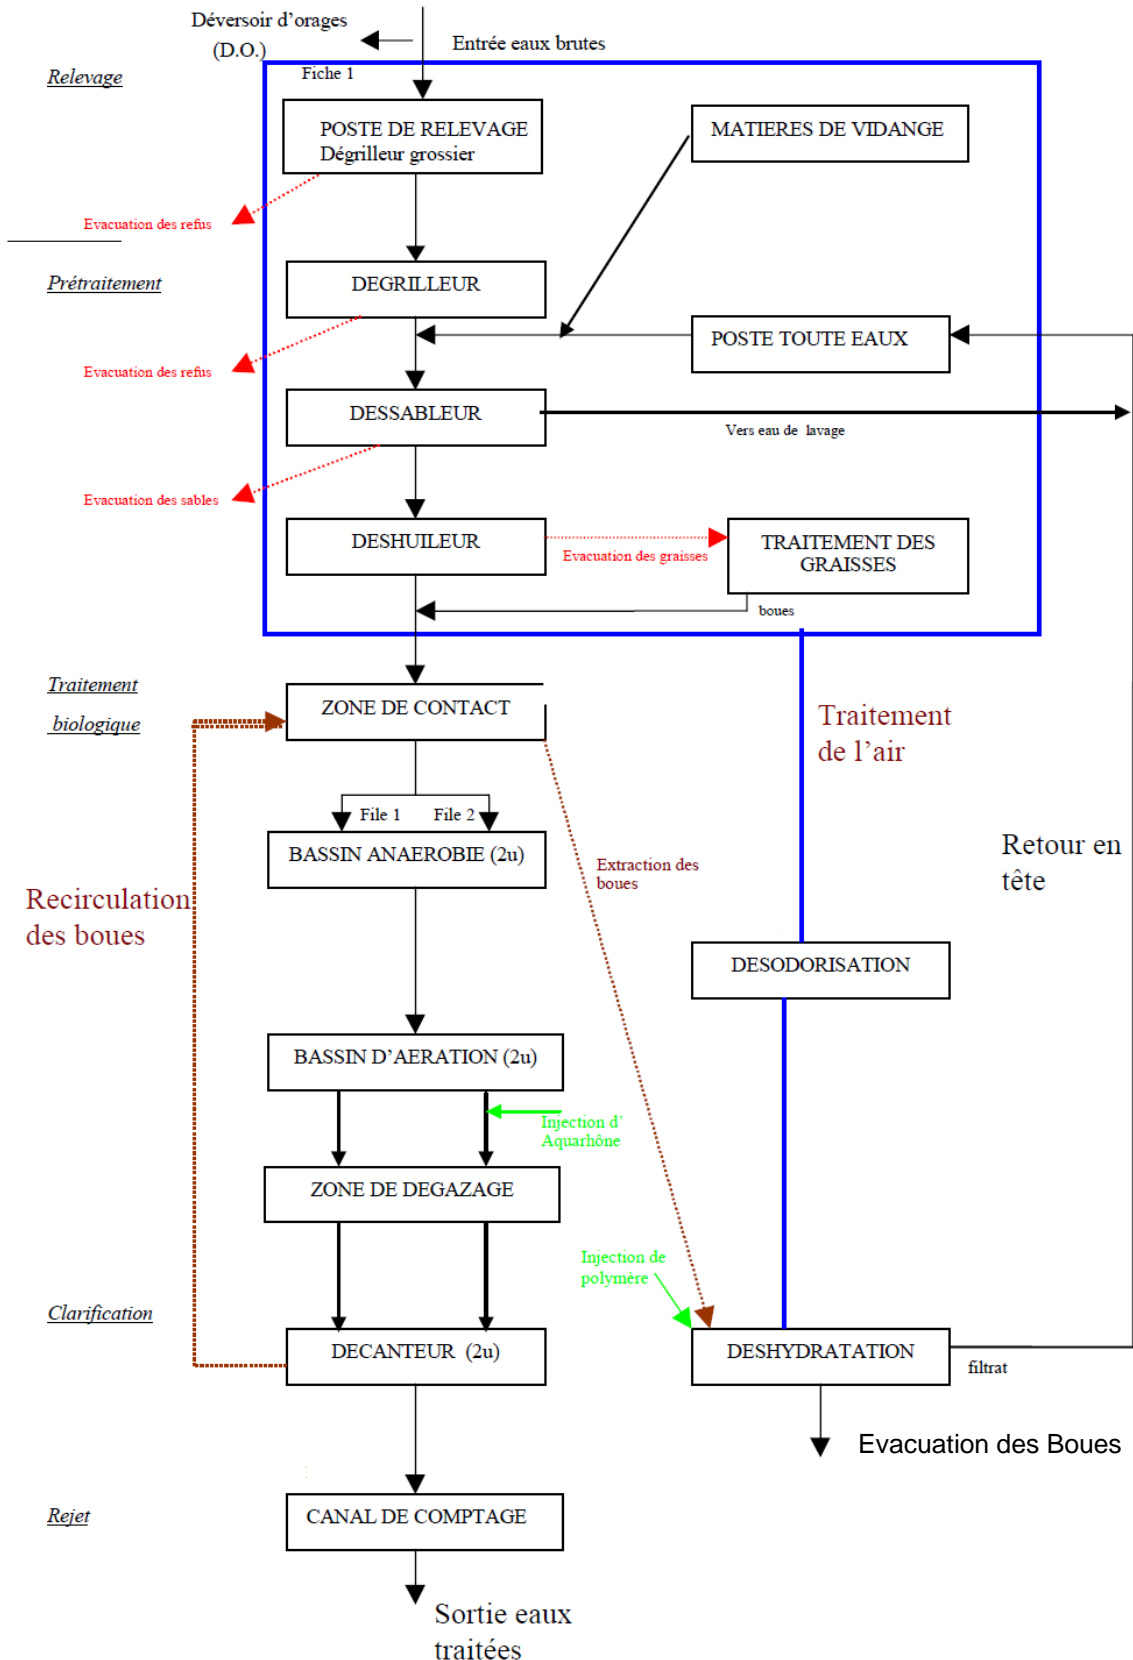 Déversoir d’orages
(D.O.)
Entrée eaux brutes
Relevage
Fiche 1
POSTE DE RELEVAGE
Dégrilleur grossier
MATIERES DE VIDANGE
Evacuation des refus
Prétraitement
DEGRILLEUR
POSTE TOUTE EAUX
Evacuation des refus
DESSABLEUR
Vers eau de lavage
Evacuation des sables
DESHUILEUR
Evacuation des graisses
TRAITEMENT DES
GRAISSES
boues
Traitement
biologique
ZONE DE CONTACT
Traitement
de l’air
File 1
File 2
BASSIN ANAEROBIE (2u)
Extraction des
boues
Retour en
tête
Recirculation
des boues
DESODORISATION
BASSIN D’AERATION (2u)
Injection d’
Aquarhône
ZONE DE DEGAZAGE
Injection de
polymère
Clarification
DECANTEUR (2u)
DESHYDRATATION
filtrat
Evacuation des Boues
Rejet
CANAL DE COMPTAGE
Sortie eaux
traitées